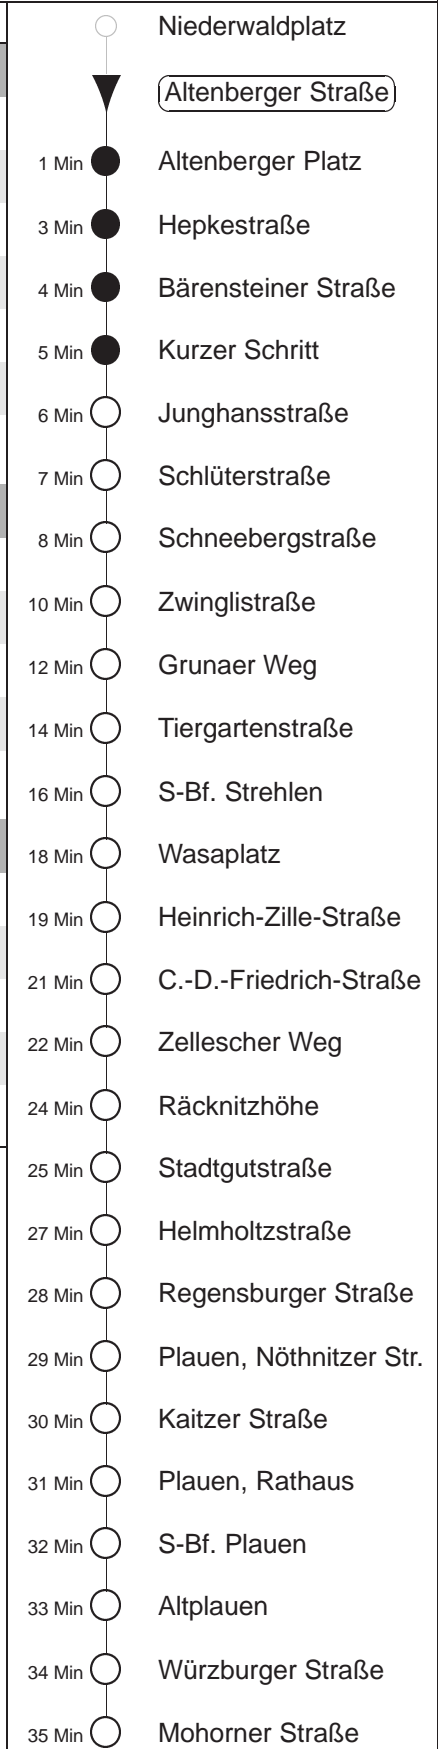 Niederwaldplatz
Altenberger Straße
1 Min Altenberger Platz
3 Min Hepkestraße
4 Min Bärensteiner Straße
5 Min Kurzer Schritt
6 Min Junghansstraße
7 Min Schlüterstraße
8 Min Schneebergstraße
10 Min Zwinglistraße
12 Min Grunaer Weg
14 Min Tiergartenstraße
16 Min S-Bf. Strehlen
18 Min Wasaplatz
19 Min Heinrich-Zille-Straße
21 Min C.-D.-Friedrich-Straße
22 Min Zellescher Weg
24 Min Räcknitzhöhe
25 Min Stadtgutstraße
27 Min Helmholtzstraße
28 Min Regensburger Straße
29 Min Plauen, Nöthnitzer Str.
30 Min Kaitzer Straße
31 Min Plauen, Rathaus
32 Min S-Bf. Plauen
33 Min Altplauen
34 Min Würzburger Straße
35 Min Mohorner Straße